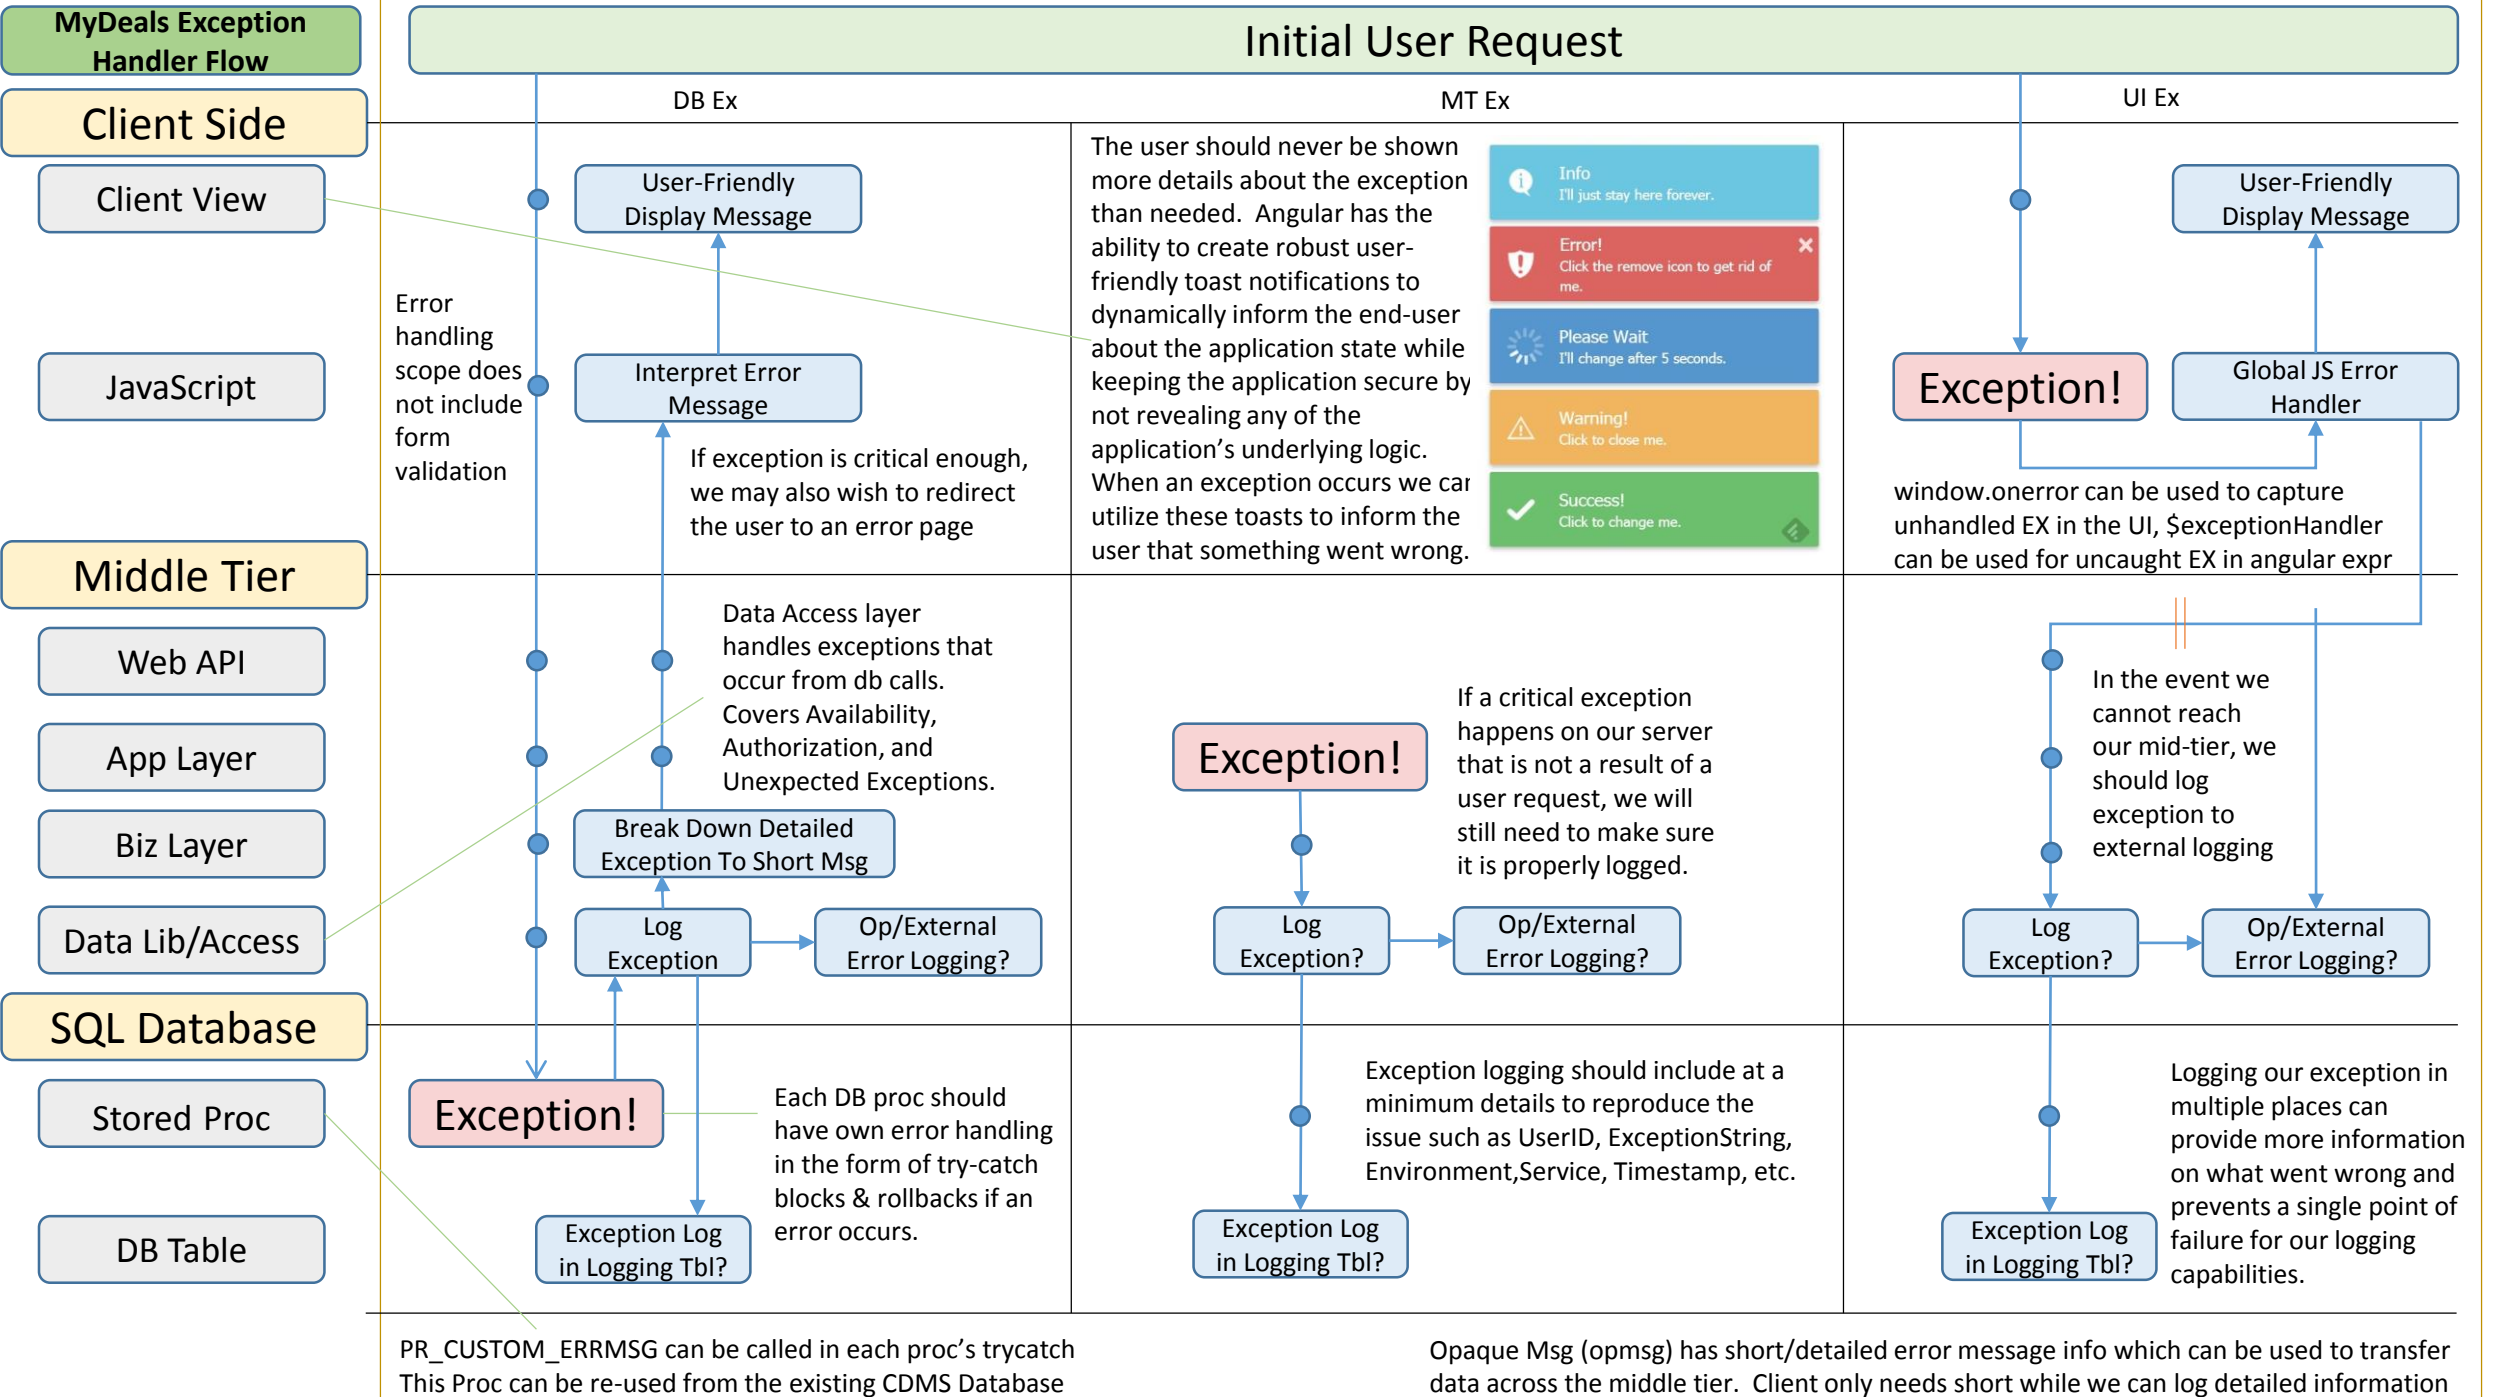 MyDeals Exception
Handler Flow
Initial User Request
DB Ex
MT Ex
UI Ex
Client Side
Client View
JavaScript
Middle Tier
Web API
App Layer
Biz Layer
Data Lib/Access
SQL Database
Stored Proc
DB Table
Error
handling
scope does
not include
form
validation
User-Friendly
Display Message
Interpret Error
Message
If exception is critical enough,
we may also wish to redirect
the user to an error page
Data Access layer
handles exceptions that
occur from db calls.
Covers Availability,
Authorization, and
Unexpected Exceptions.
Break Down Detailed
Exception To Short Msg
Log
Exception
Op/External
Error Logging?
Exception!
Each DB proc should
have own error handling
in the form of try-catch
blocks & rollbacks if an
error occurs.
Exception Log
in Logging Tbl?
The user should never be shown
more details about the exception
than needed.  Angular has the
ability to create robust user-
friendly toast notifications to
dynamically inform the end-user
about the application state while
keeping the application secure by
not revealing any of the
application's underlying logic.
When an exception occurs we can
utilize these toasts to inform the
user that something went wrong.
Info
I'll just stay here forever.
Error!
Click the remove icon to get rid of
me.
Please Wait
I'll change after 5 seconds.
Warning!
Click to close me.
Success!
Click to change me.
Exception!
If a critical exception
happens on our server
that is not a result of a
user request, we will
still need to make sure
it is properly logged.
Log
Exception?
Op/External
Error Logging?
Exception logging should include at a
minimum details to reproduce the
issue such as UserID, ExceptionString,
Environment,Service, Timestamp, etc.
Exception Log
in Logging Tbl?
User-Friendly
Display Message
Exception!
Global JS Error
Handler
window.onerror can be used to capture
unhandled EX in the UI, $exceptionHandler
can be used for uncaught EX in angular expr
In the event we
cannot reach
our mid-tier, we
should log
exception to
external logging
Log
Exception?
Op/External
Error Logging?
Logging our exception in
multiple places can
provide more information
on what went wrong and
prevents a single point of
failure for our logging
capabilities.
Exception Log
in Logging Tbl?
PR_CUSTOM_ERRMSG can be called in each proc's trycatch
This Proc can be re-used from the existing CDMS Database
Opaque Msg (opmsg) has short/detailed error message info which can be used to transfer
data across the middle tier.  Client only needs short while we can log detailed information